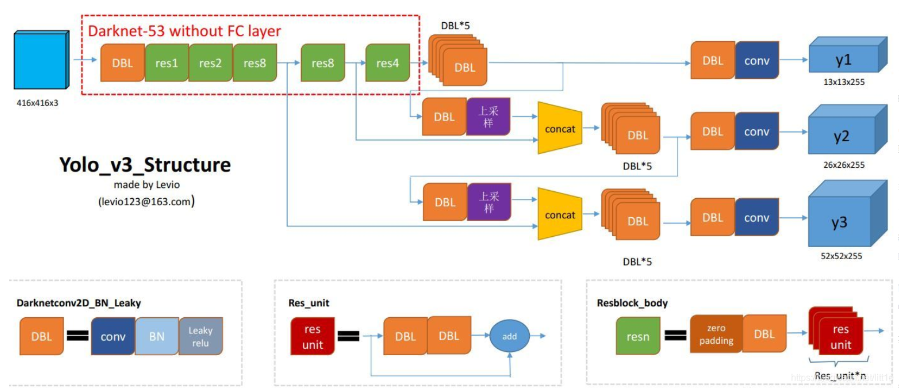 Darknet-53 without FC layer
DBL
res1
res2
res8
res8
res4
DBL*5
DBL
DBL
conv
y1
416x416x3
13x13x255
DBL
上采
样
concat
DBL
DBL*5
DBL
conv
y2
26x26x255
Yolo_v3_Structure
made by Levio
(levio123@163.com)
DBL
上采
样
concat
DBL
DBL*5
DBL
conv
y3
52x52x255
Darknetconv2D_BN_Leaky
DBL
conv
BN
Leaky
relu
Res_unit
res
unit
DBL
DBL
add
Resblock_body
resn
zero
padding
DBL
res
unit
Res_unit*n